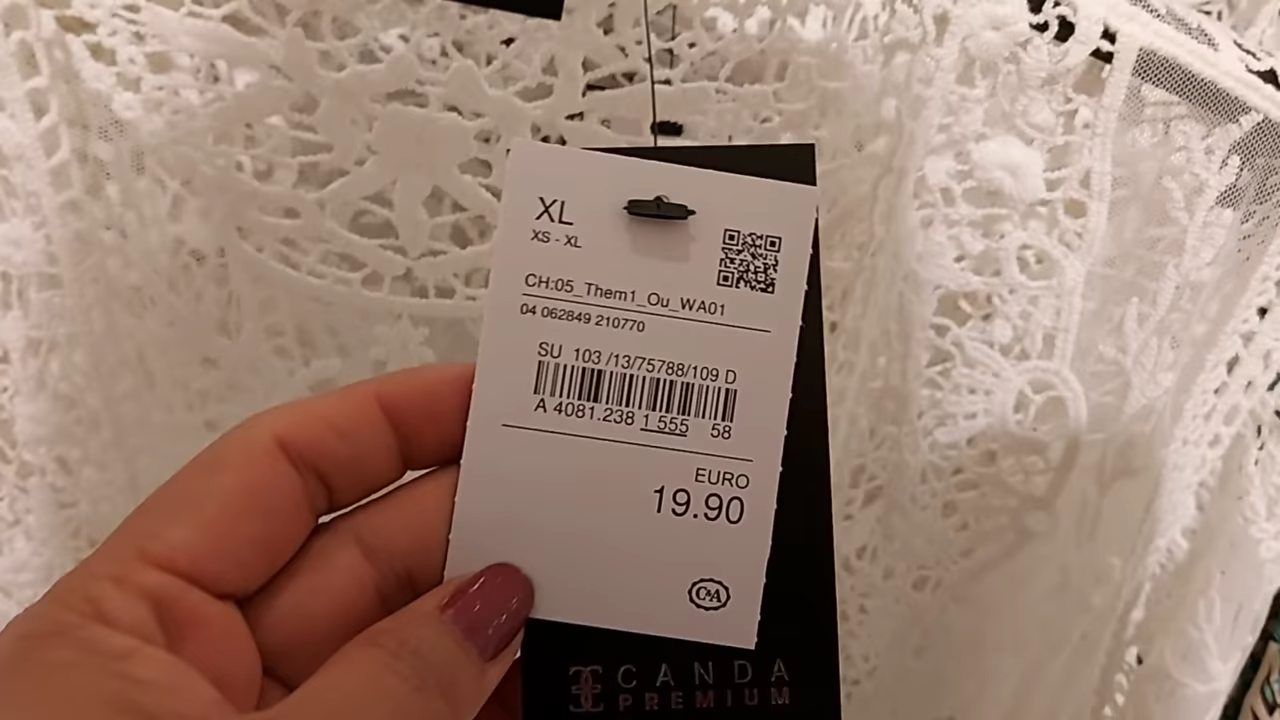 XL
XS - XL
CH:05_Them1_Ou_WA01
04 062849 210770
SU 103 /13/75788/109 D
A 4081.238 1 555 58
EURO
19.90
C&A
CANDA
PREMIUM